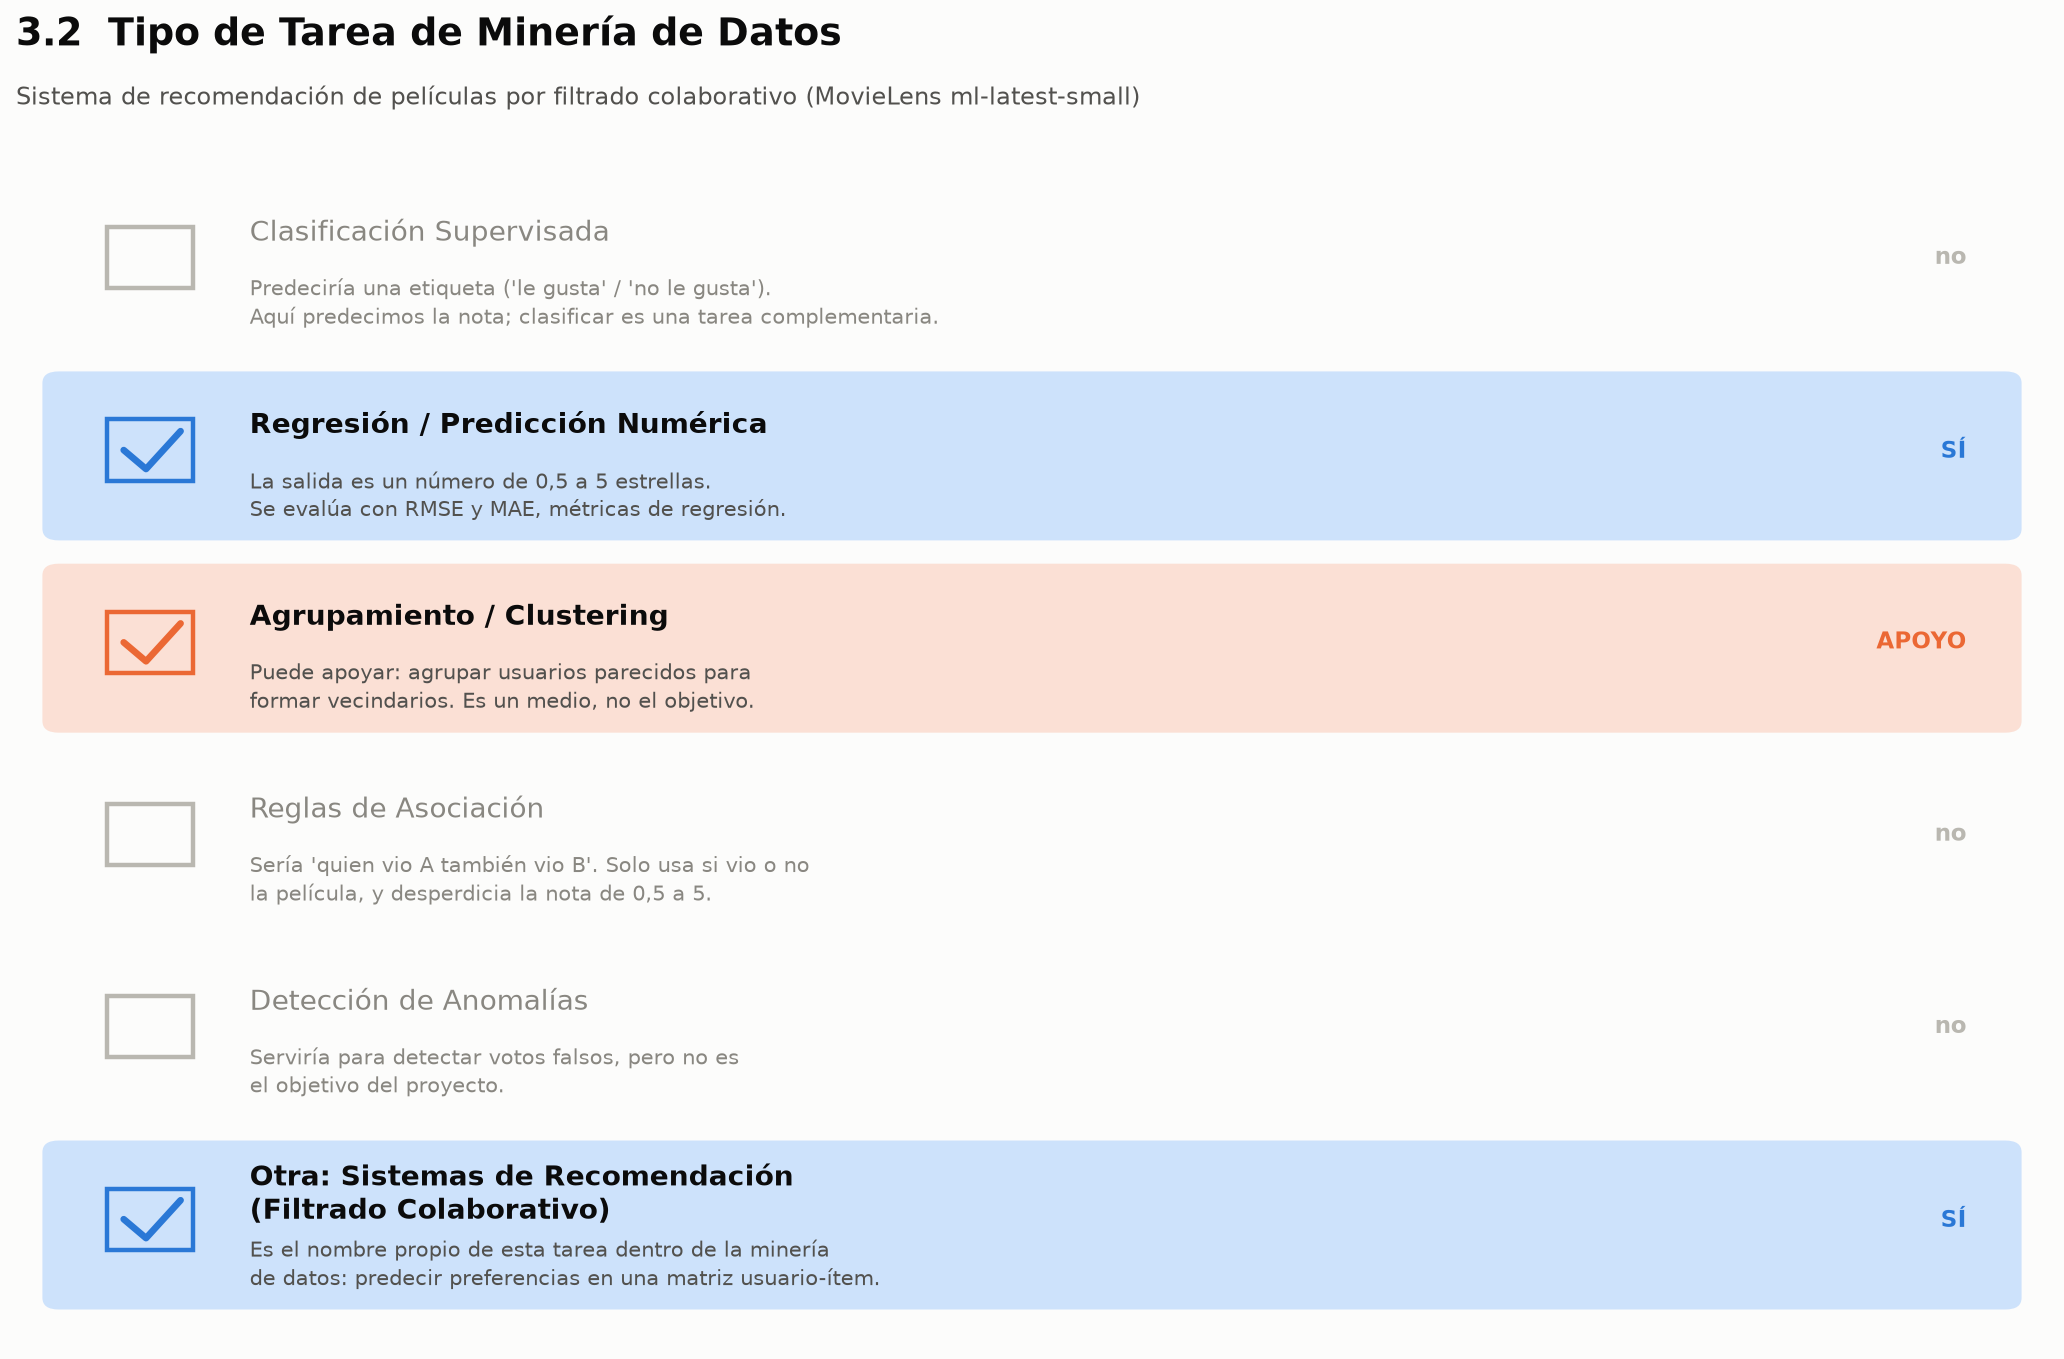 3.2 Tipo de Tarea de Minería de Datos
Sistema de recomendación de películas por filtrado colaborativo (MovieLens ml-latest-small)
Clasificación Supervisada
no
Predeciría una etiqueta ('le gusta' / 'no le gusta').
Aquí predecimos la nota; clasificar es una tarea complementaria.
Regresión / Predicción Numérica
SÍ
La salida es un número de 0,5 a 5 estrellas.
Se evalúa con RMSE y MAE, métricas de regresión.
Agrupamiento / Clustering
APOYO
Puede apoyar: agrupar usuarios parecidos para
formar vecindarios. Es un medio, no el objetivo.
Reglas de Asociación
no
Sería 'quien vio A también vio B'. Solo usa si vio o no
la película, y desperdicia la nota de 0,5 a 5.
Detección de Anomalías
no
Serviría para detectar votos falsos, pero no es
el objetivo del proyecto.
Otra: Sistemas de Recomendación
(Filtrado Colaborativo)
SÍ
Es el nombre propio de esta tarea dentro de la minería
de datos: predecir preferencias en una matriz usuario-ítem.